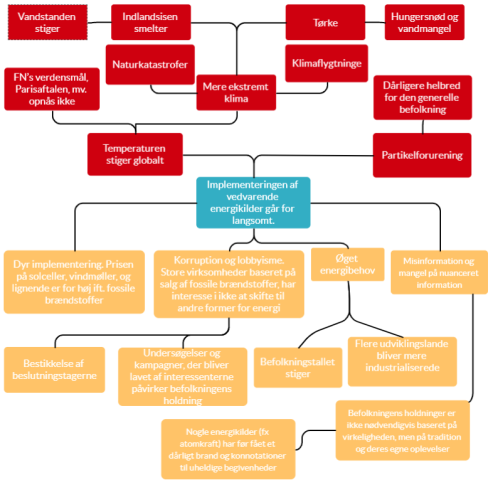 Vandstanden
stiger
Indlandsisen
smelter
Tørke
Hungersnød og
vandmangel
Naturkatastrofer
Klimaflygtninge
FN's verdensmål,
Parisaftalen, mv.
opnås ikke
Mere ekstremt
klima
Dårligere helbred
for den generelle
befolkning
Temperaturen
stiger globalt
Partikelforurening
Implementeringen af
vedvarende
energikilder går for
langsomt.
Dyr implementering. Prisen
på solceller, vindmøller, og
lignende er for høj ift. fossile
brændstoffer
Korruption og lobbyisme.
Store virksomheder baseret på
salg af fossile brændstoffer, har
interesse i ikke at skifte til
andre former for energi
Øget
energibehov
Misinformation og
mangel på nuanceret
information
Bestikkelse af
beslutningstagerne
Undersøgelser og
kampagner, der bliver
lavet af interessenterne
påvirker befolkningens
holdning
Befolkningstallet
stiger
Flere udviklingslande
bliver mere
industrialiserede
Befolkningens holdninger er
ikke nødvendigvis baseret på
virkeligheden, men på tradition
og deres egne oplevelser
Nogle energikilder (fx
atomkraft) har før fået et
dårligt brand og konnotationer
til uheldige begivenheder